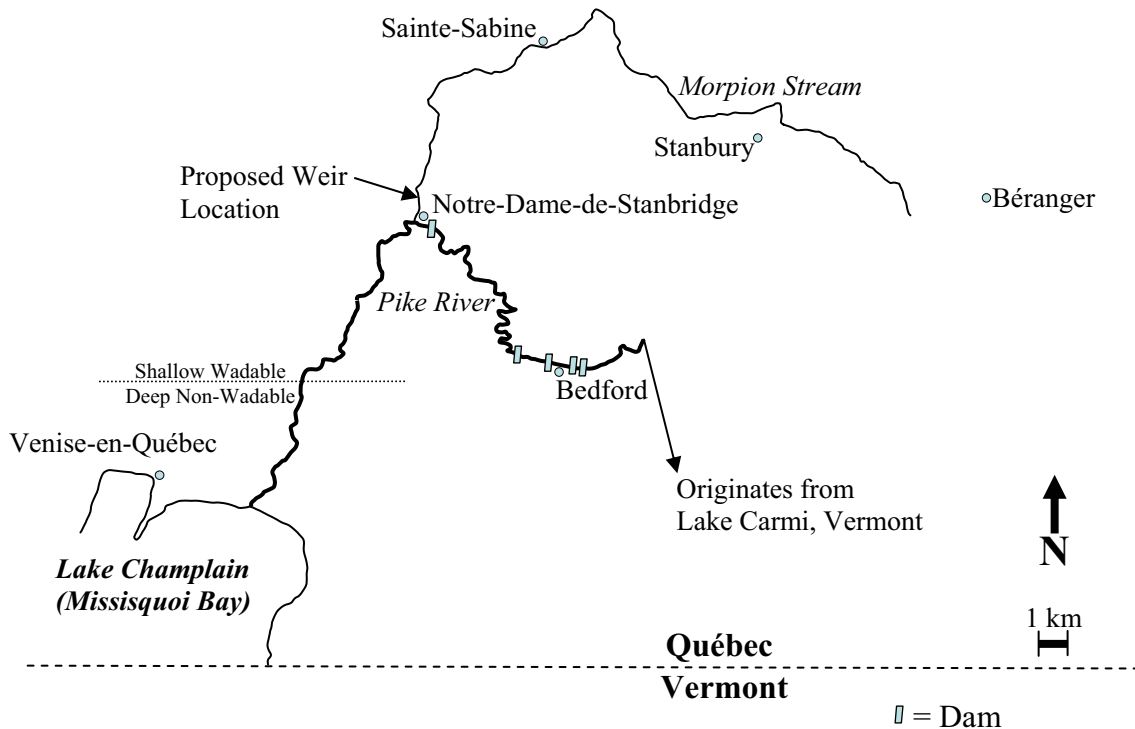 Sainte-Sabine
Morpion Stream
Stanbury
Proposed Weir
Location
Notre-Dame-de-Stanbridge
Béranger
Pike River
Shallow Wadable
Deep Non-Wadable
Bedford
Venise-en-Québec
Originates from
Lake Carmi, Vermont
N
Lake Champlain
(Missisquoi Bay)
1 km
Québec
Vermont
= Dam